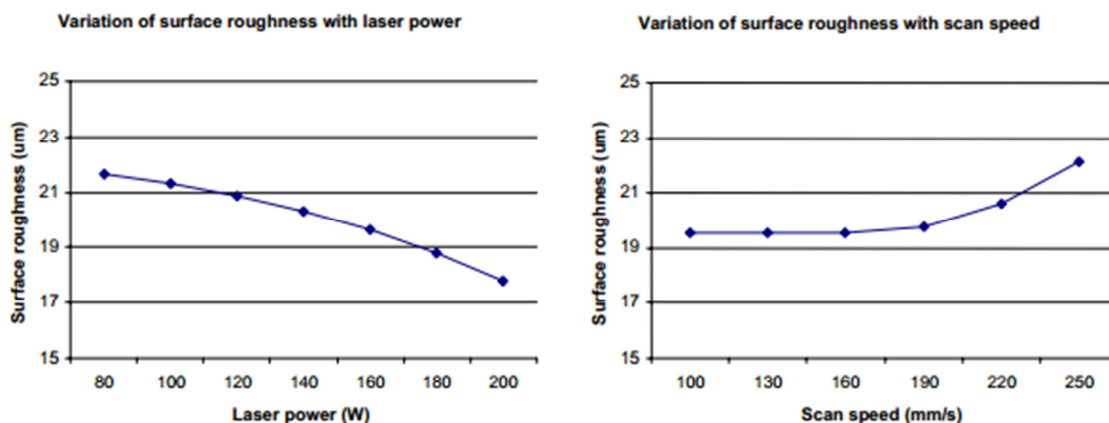 Variation of surface roughness with laser power
25
23
21
19
17
15
Surface roughness (um)
80 100 120 140 160 180 200
Laser power (W)
Variation of surface roughness with scan speed
25
23
21
19
17
15
Surface roughness (um)
100 130 160 190 220 250
Scan speed (mm/s)